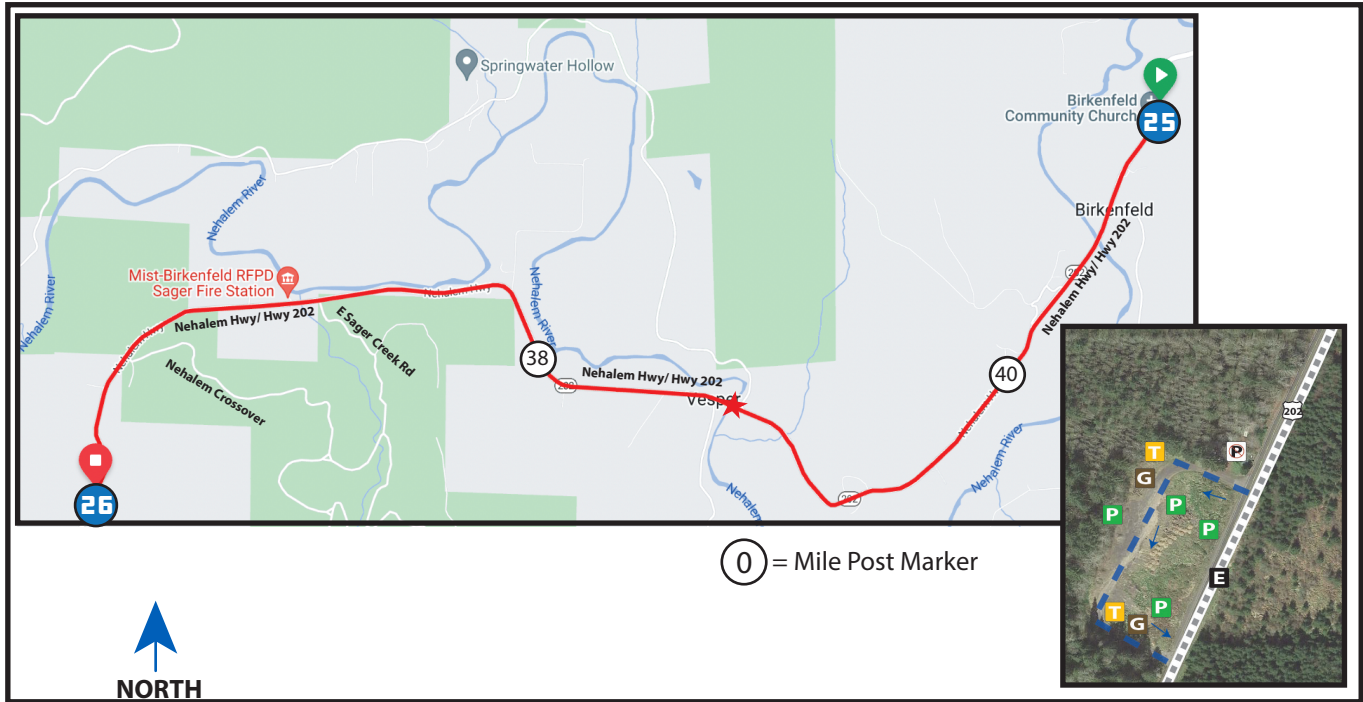 Springwater Hollow
Birkenfeld
Community Church
25
Birkenfeld
202
Nehalem Hwy/ Hwy 202
Nehalem River
Nehalem River
Mist-Birkenfeld RFPD
Sager Fire Station
Nehalem Hwy/ Hwy 202
Nehalem Hwy
Nehalem Hwy
E Sager Creek Rd
Nehalem Crossover
Nehalem River
38
202
Nehalem Hwy/ Hwy 202
Vesper
40
Nehalem River
Nehalem
202
26
202
P
T
G
P
P
P
E
T
P
G
0 = Mile Post Marker
NORTH